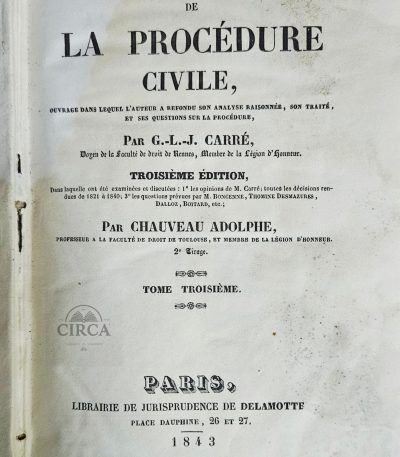 DE
LA PROCÉDURE
CIVILE,
OUVRAGE DANS LEQUEL L'AUTEUR A REFONDU SON ANALYSE RAISONNÉE, SON TRAITÉ,
ET SES QUESTIONS SUR LA PROCÉDURE,
PAR G.-L.-J. CARRÉ,
Doyen de la Faculté de droit de Rennes, Membre de la Légion d'Honneur.
TROISIÈME ÉDITION,
Dans laquelle ont été examinées et discutées : 1° les opinions de M. Carré; toutes les décisions ren-
dues de 1821 à 1840; 3° les questions prévues par M. BONCENNE, THOMINE DESMAZURES,
DALLOZ, BOITARD, etc.;
PAR CHAUVEAU ADOLPHE,
PROFESSEUR A LA FACULTÉ DE DROIT DE TOULOUSE, ET MEMBRE DE LA LÉGION D'HONNEUR.
2e Tirage.
TOME TROISIÈME.
CIRCA
PARIS,
LIBRAIRIE DE JURISPRUDENCE DE DELAMOTTE
PLACE DAUPHINE, 26 ET 27.
1843